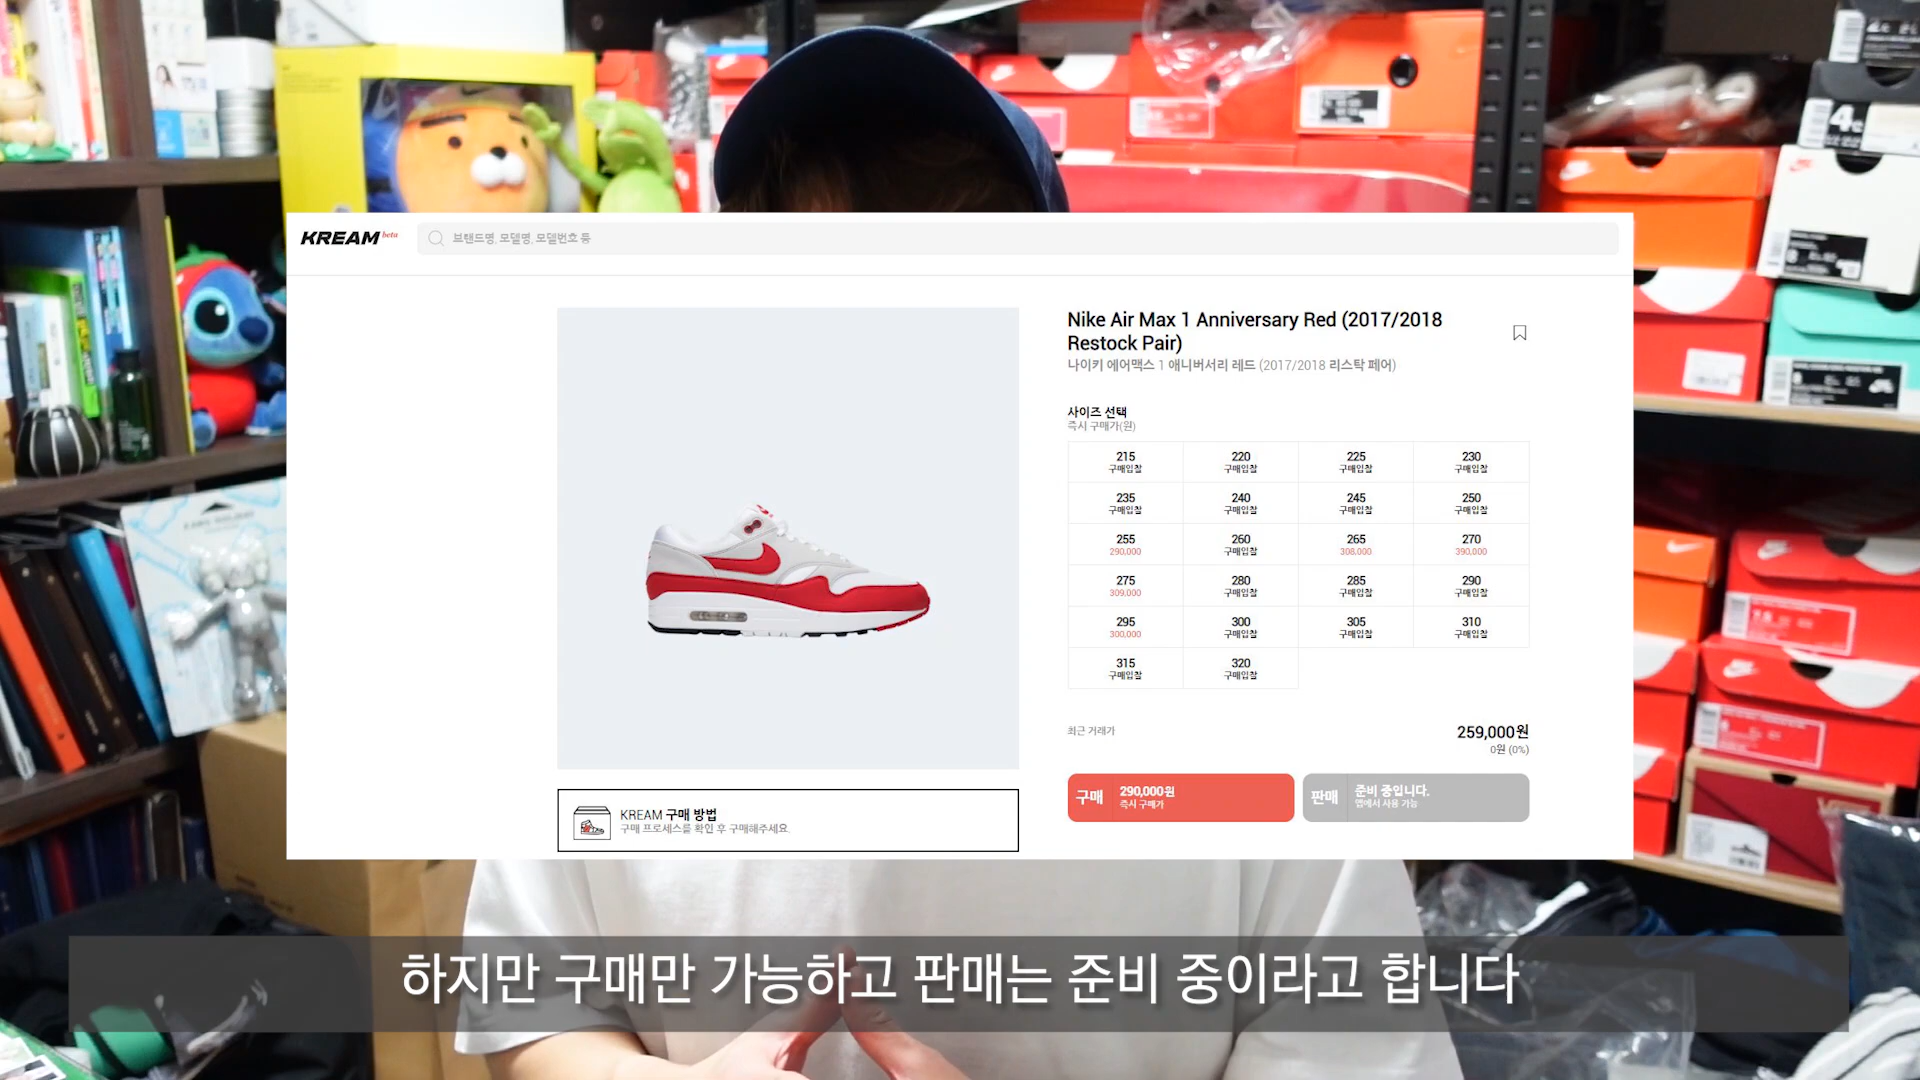 KREAM beta
브랜드명, 모델명, 모델번호 등
Nike Air Max 1 Anniversary Red (2017/2018
Restock Pair)
나이키 에어맥스 1 애니버서리 레드 (2017/2018 리스탁 페어)
사이즈 선택
즉시 구매가(원)
215 220 225 230
구매입찰 구매입찰 구매입찰 구매입찰
235 240 245 250
구매입찰 구매입찰 구매입찰 구매입찰
255 260 265 270
290,000 구매입찰 308,000 390,000
275 280 285 290
309,000 구매입찰 구매입찰 구매입찰
295 300 305 310
300,000 구매입찰 구매입찰 구매입찰
315 320
구매입찰 구매입찰
최근 거래가 259,000원
0원 (0%)
구매 290,000원
즉시 구매가
판매 준비 중입니다.
앱에서 사용 가능
KREAM 구매 방법
구매 프로세스를 확인 후 구매해주세요.
하지만 구매만 가능하고 판매는 준비 중이라고 합니다